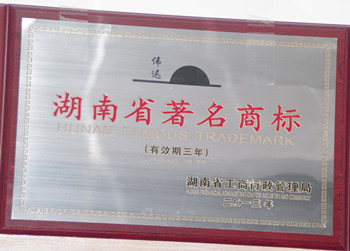 伟迅
湖南省著名商标
HUNAN FAMOUS TRADEMARK
(有效期三年)
湖南省工商行政管理局
二〇一三年